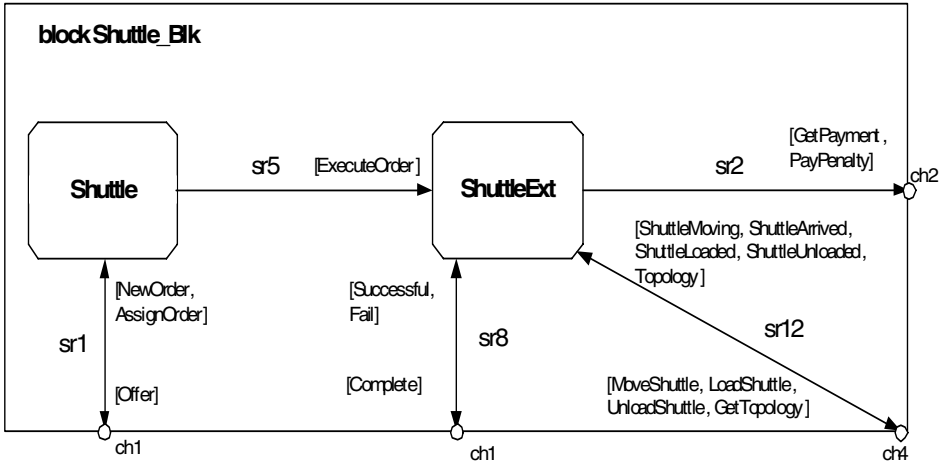 block Shuttle_Blk
Shuttle
sr5
[ExecuteOrder]
ShuttleExt
sr2
[GetPayment ,
PayPenalty]
ch2
[ShuttleMoving, ShuttleArrived,
ShuttleLoaded, ShuttleUnloaded,
Topology]
[NewOrder,
AssignOrder]
sr1
[Offer]
[Successful,
Fail]
sr8
[Complete]
sr12
[MoveShuttle, LoadShuttle,
UnloadShuttle, GetTopology]
ch1
ch1
ch4